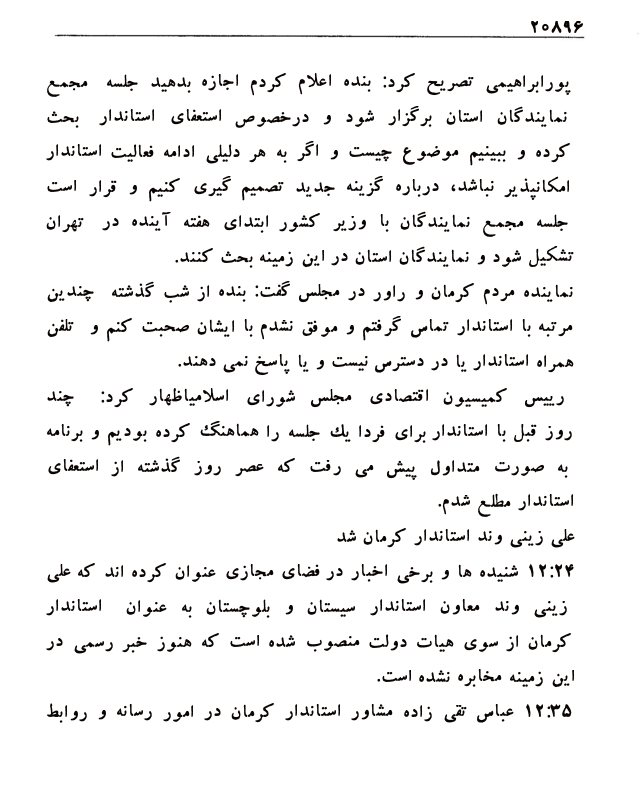 ۲۰۸۹۶
پورابراهیمی تصریح کرد: بنده اعلام کردم اجازه بدهید جلسه مجمع
نمایندگان استان برگزار شود و درخصوص استعفای استاندار بحث
کرده و ببینیم موضوع چیست و اگر به هر دلیلی ادامه فعالیت استاندار
امکانپذیر نباشد، درباره گزینه جدید تصمیم گیری کنیم و قرار است
جلسه مجمع نمایندگان با وزیر کشور ابتدای هفته آینده در تهران
تشکیل شود و نمایندگان استان در این زمینه بحث کنند.
نماینده مردم کرمان و راور در مجلس گفت: بنده از شب گذشته چندین
مرتبه با استاندار تماس گرفتم و موفق نشدم با ایشان صحبت کنم و تلفن
همراه استاندار یا در دسترس نیست و یا پاسخ نمی دهند.
رییس کمیسیون اقتصادی مجلس شورای اسلامیاظهار کرد: چند
روز قبل با استاندار برای فردا یك جلسه را هماهنگ کرده بودیم و برنامه
به صورت متداول پیش می رفت که عصر روز گذشته از استعفای
استاندار مطلع شدم.
علی زینی وند استاندار کرمان شد
۱۲:۲۴ شنیده ها و برخی اخبار در فضای مجازی عنوان کرده اند که علی
زینی وند معاون استاندار سیستان و بلوچستان به عنوان استاندار
کرمان از سوی هیات دولت منصوب شده است که هنوز خبر رسمی در
این زمینه مخابره نشده است.
۱۲:۳۵ عباس تقی زاده مشاور استاندار کرمان در امور رسانه و روابط